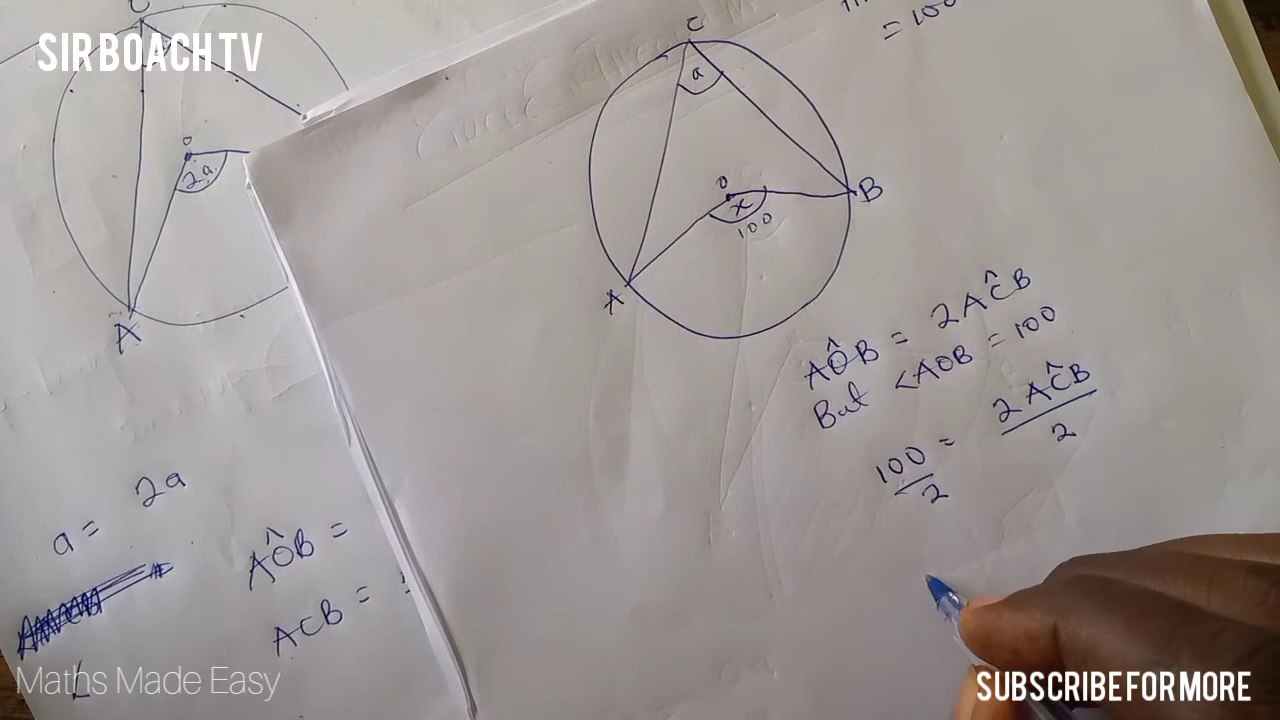 SIR BOACH TV
C
O
2a
A
a = 2a
AÔB =
ACB =
L
Maths Made Easy
= 100
C
a
O
x
100
B
A
AÔB = 2AĈB
But <AOB = 100
100/2 = 2AĈB/2
SUBSCRIBE FOR MORE